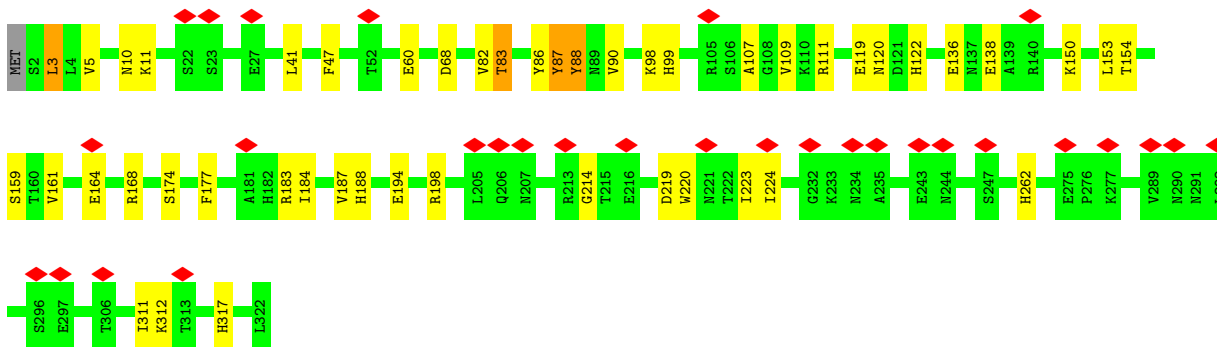 MET S2 L3 L4 V5 N10 K11 S22 S23 E27 L41 F47 T52 E60 D68 V82 T83 Y86 Y87 Y88 N89 V90 K98 H99 R105 S106 A107 G108 V109 K110 R111 E119 N120 D121 H122 E136 N137 E138 A139 R140 K150 L153 T154
S159 T160 V161 E164 R168 S174 F177 A181 H182 R183 I184 V187 H188 E194 R198 L205 Q206 N207 R213 G214 T215 E216 D219 W220 N221 T222 I223 I224 G232 K233 N234 A235 E243 N244 S247 H262 E275 P276 K277 V289 N290 N291
S296 E297 T306 I311 K312 T313 H317 L322